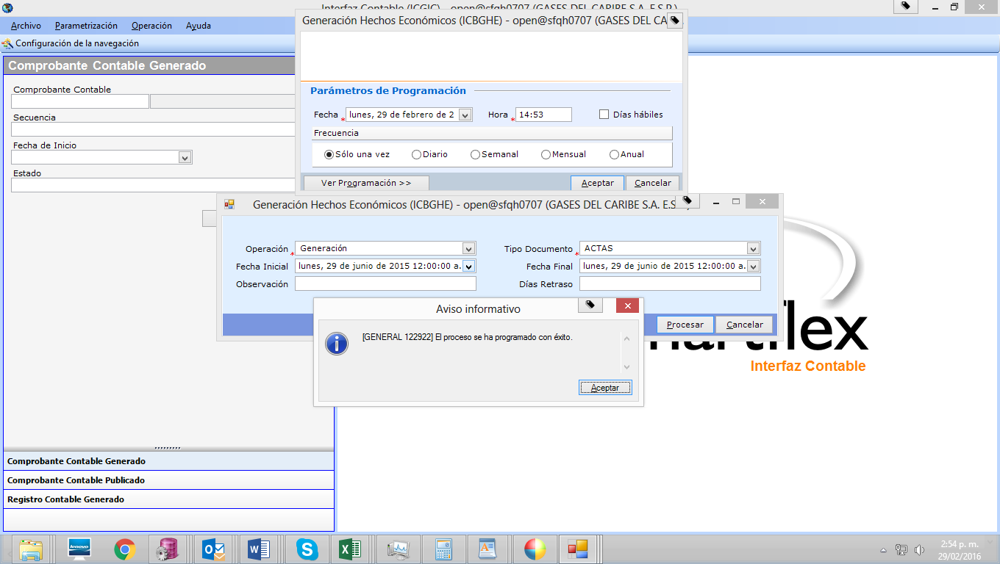 Interfaz Contable (ICGIC) - open@sfqh0707 (GASES DEL CARIBE S.A. E.S.P.)
Archivo Parametrización Operación Ayuda
Configuración de la navegación
Comprobante Contable Generado
Comprobante Contable
Secuencia
Fecha de Inicio
Estado
Generación Hechos Económicos (ICBGHE) - open@sfqh0707 (GASES DEL CA
Parámetros de Programación
Fecha * lunes, 29 de febrero de 2 Hora * 14:53 Días hábiles
Frecuencia
Sólo una vez Diario Semanal Mensual Anual
Ver Programación >> Aceptar Cancelar
Generación Hechos Económicos (ICBGHE) - open@sfqh0707 (GASES DEL CARIBE S.A. E.S
Operación * Generación Tipo Documento * ACTAS
Fecha Inicial lunes, 29 de junio de 2015 12:00:00 a. Fecha Final lunes, 29 de junio de 2015 12:00:00 a.
Observación Días Retraso
Procesar Cancelar
Aviso informativo
[GENERAL 122922] El proceso se ha programado con éxito.
Aceptar
Interfaz Contable
Comprobante Contable Generado
Comprobante Contable Publicado
Registro Contable Generado
lenovo
2:54 p. m.
29/02/2016